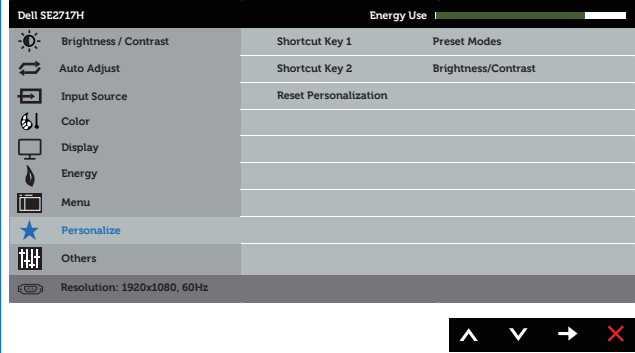 Dell SE2717H Energy Use
Brightness / Contrast Shortcut Key 1 Preset Modes
Auto Adjust Shortcut Key 2 Brightness/Contrast
Input Source Reset Personalization
Color
Display
Energy
Menu
Personalize
Others
Resolution: 1920x1080, 60Hz